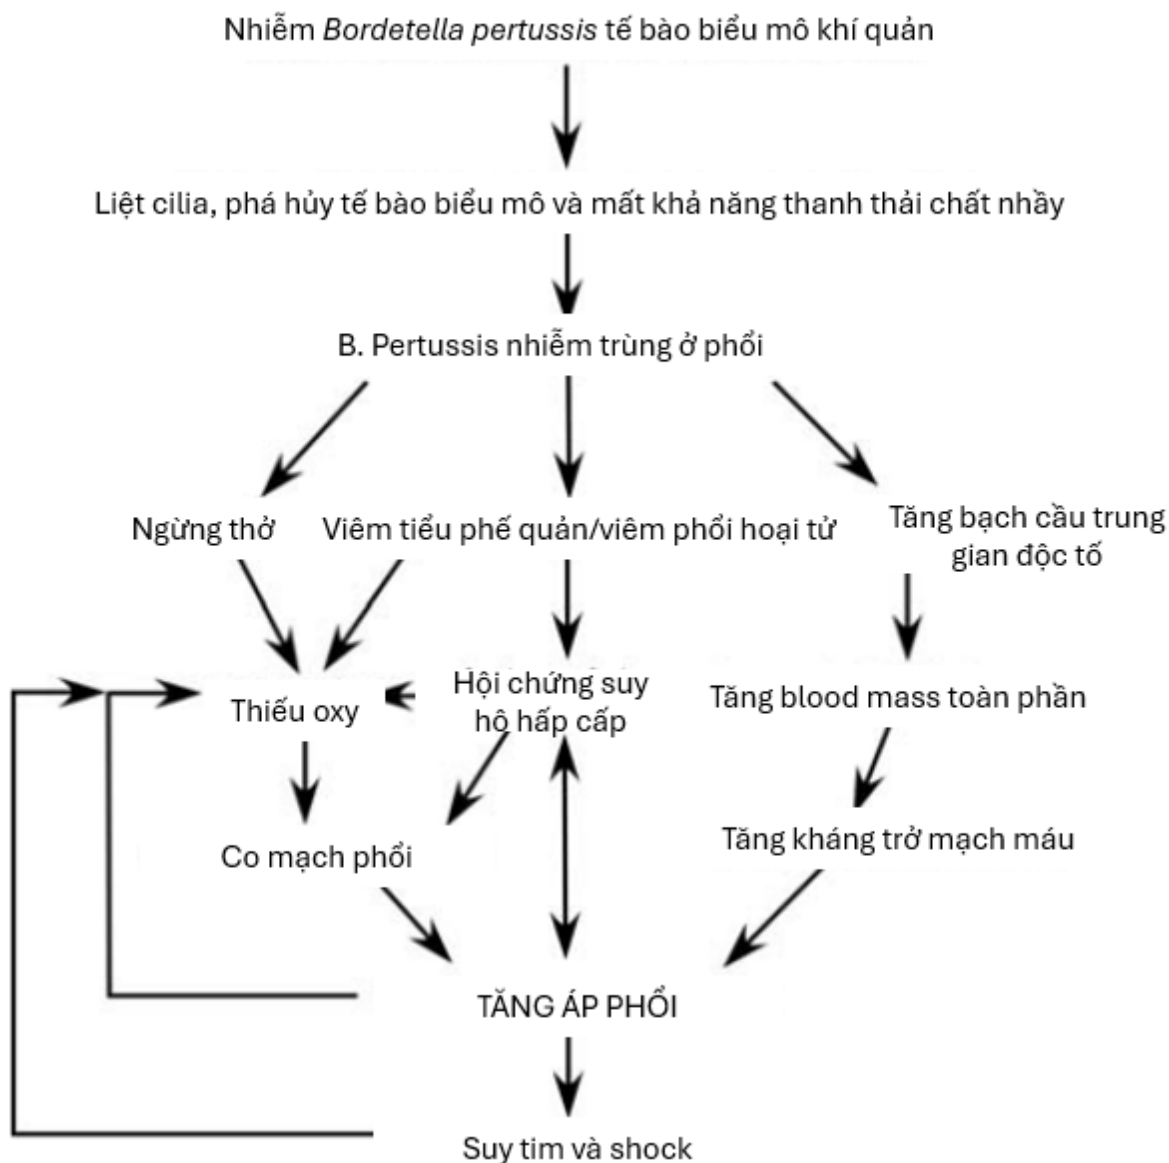 Nhiễm Bordetella pertussis tế bào biểu mô khí quản
Liệt cilia, phá hủy tế bào biểu mô và mất khả năng thanh thải chất nhầy
B. Pertussis nhiễm trùng ở phổi
Ngừng thở
Viêm tiểu phế quản/viêm phổi hoại tử
Tăng bạch cầu trung
gian độc tố
Thiếu oxy
Hội chứng suy
hô hấp cấp
Tăng blood mass toàn phần
Co mạch phổi
Tăng kháng trở mạch máu
TĂNG ÁP PHỔI
Suy tim và shock